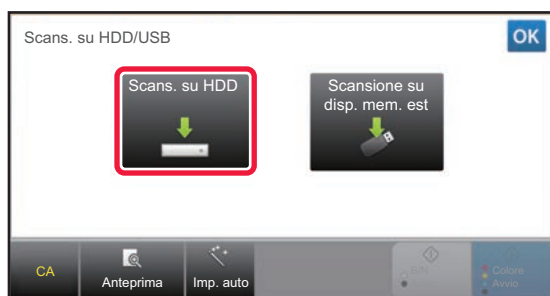 Scans. su HDD/USB
OK
Scans. su HDD
Scansione su
disp. mem. est
CA
Anteprima
Imp. auto
B/N
Colore
Avvio